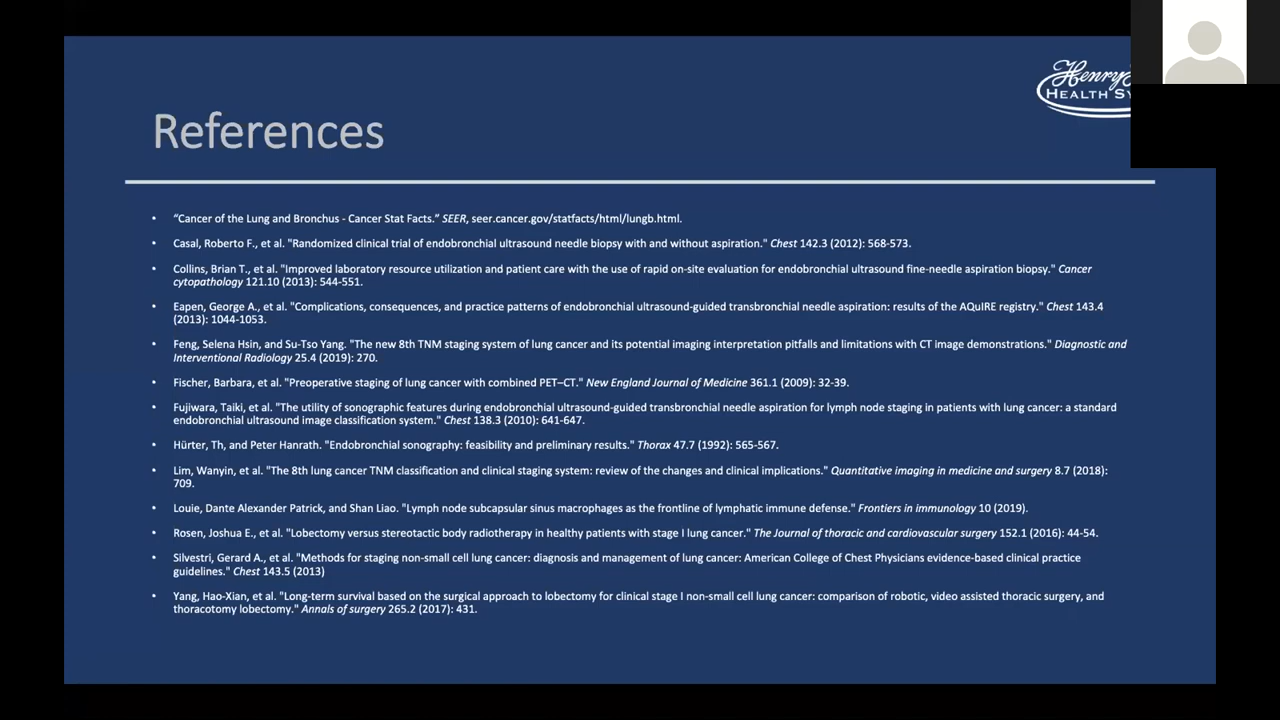 Henry
HEALTH SY
References
• “Cancer of the Lung and Bronchus - Cancer Stat Facts.” SEER, seer.cancer.gov/statfacts/html/lungb.html.
• Casal, Roberto F., et al. "Randomized clinical trial of endobronchial ultrasound needle biopsy with and without aspiration." Chest 142.3 (2012): 568-573.
• Collins, Brian T., et al. "Improved laboratory resource utilization and patient care with the use of rapid on-site evaluation for endobronchial ultrasound fine-needle aspiration biopsy." Cancer
cytopathology 121.10 (2013): 544-551.
• Eapen, George A., et al. "Complications, consequences, and practice patterns of endobronchial ultrasound-guided transbronchial needle aspiration: results of the AQuIRE registry." Chest 143.4
(2013): 1044-1053.
• Feng, Selena Hsin, and Su-Tso Yang. "The new 8th TNM staging system of lung cancer and its potential imaging interpretation pitfalls and limitations with CT image demonstrations." Diagnostic and
Interventional Radiology 25.4 (2019): 270.
• Fischer, Barbara, et al. "Preoperative staging of lung cancer with combined PET–CT." New England Journal of Medicine 361.1 (2009): 32-39.
• Fujiwara, Taiki, et al. "The utility of sonographic features during endobronchial ultrasound-guided transbronchial needle aspiration for lymph node staging in patients with lung cancer: a standard
endobronchial ultrasound image classification system." Chest 138.3 (2010): 641-647.
• Hürter, Th, and Peter Hanrath. "Endobronchial sonography: feasibility and preliminary results." Thorax 47.7 (1992): 565-567.
• Lim, Wanyin, et al. "The 8th lung cancer TNM classification and clinical staging system: review of the changes and clinical implications." Quantitative imaging in medicine and surgery 8.7 (2018):
709.
• Louie, Dante Alexander Patrick, and Shan Liao. "Lymph node subcapsular sinus macrophages as the frontline of lymphatic immune defense." Frontiers in immunology 10 (2019).
• Rosen, Joshua E., et al. "Lobectomy versus stereotactic body radiotherapy in healthy patients with stage I lung cancer." The Journal of thoracic and cardiovascular surgery 152.1 (2016): 44-54.
• Silvestri, Gerard A., et al. "Methods for staging non-small cell lung cancer: diagnosis and management of lung cancer: American College of Chest Physicians evidence-based clinical practice
guidelines." Chest 143.5 (2013)
• Yang, Hao-Xian, et al. "Long-term survival based on the surgical approach to lobectomy for clinical stage I non-small cell lung cancer: comparison of robotic, video assisted thoracic surgery, and
thoracotomy lobectomy." Annals of surgery 265.2 (2017): 431.